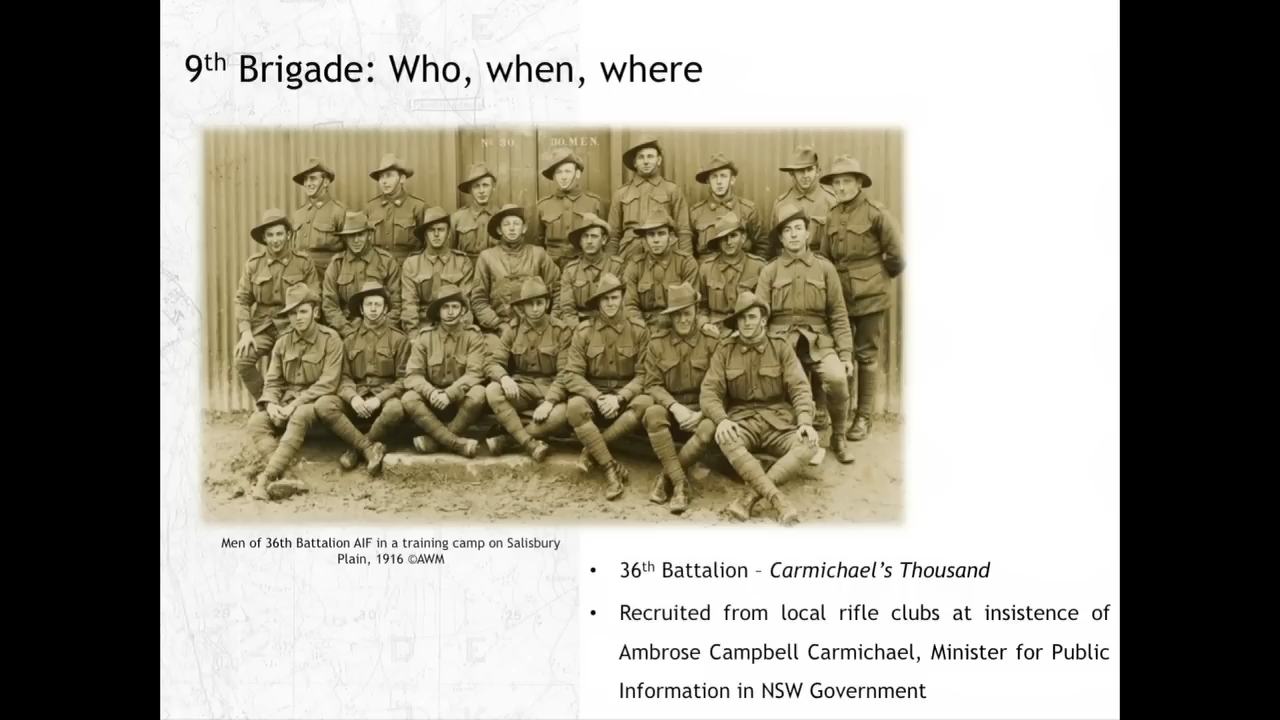 9th Brigade: Who, when, where
No 30
30.MEN.
Men of 36th Battalion AIF in a training camp on Salisbury
Plain, 1916 ©AWM
• 36th Battalion – Carmichael's Thousand
• Recruited from local rifle clubs at insistence of
Ambrose Campbell Carmichael, Minister for Public
Information in NSW Government
D E
30
25
D E